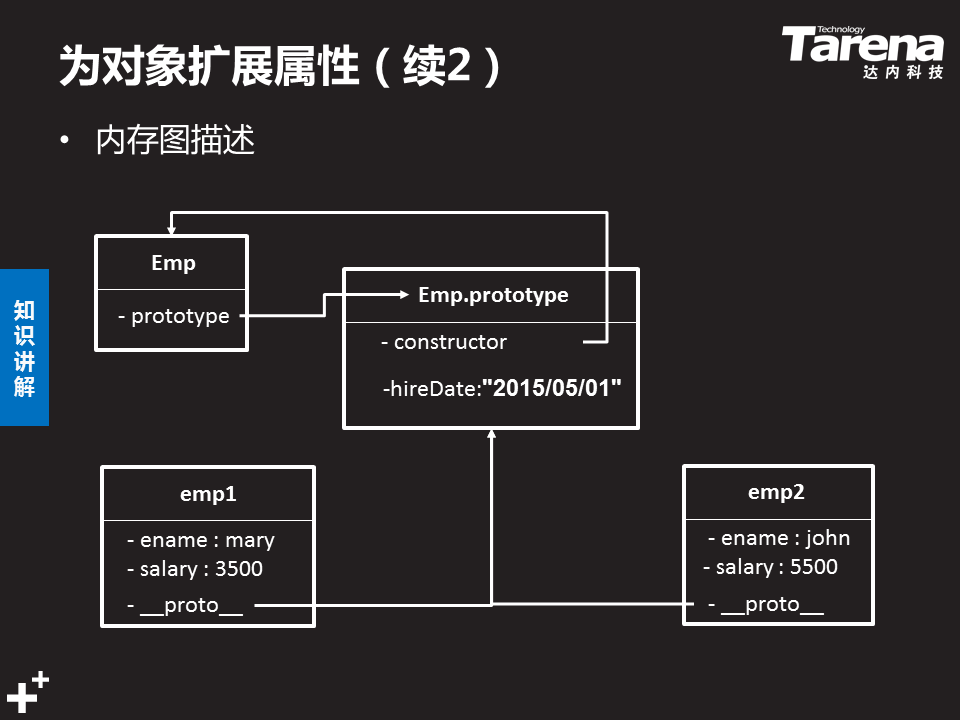 为对象扩展属性（续2）
Technology
Tarena
达内科技
• 内存图描述
知识讲解
Emp
- prototype
Emp.prototype
- constructor
-hireDate:"2015/05/01"
emp1
- ename : mary
- salary : 3500
- __proto__
emp2
- ename : john
- salary : 5500
- __proto__